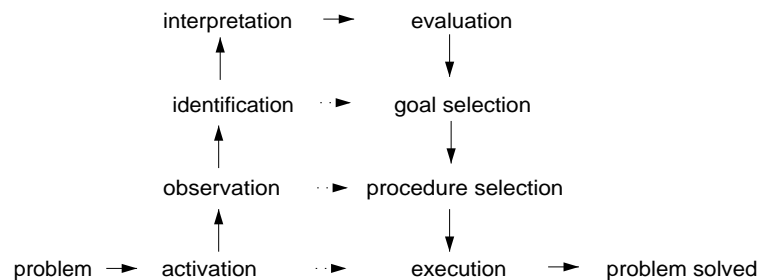 interpretation evaluation
identification goal selection
observation procedure selection
problem activation execution problem solved